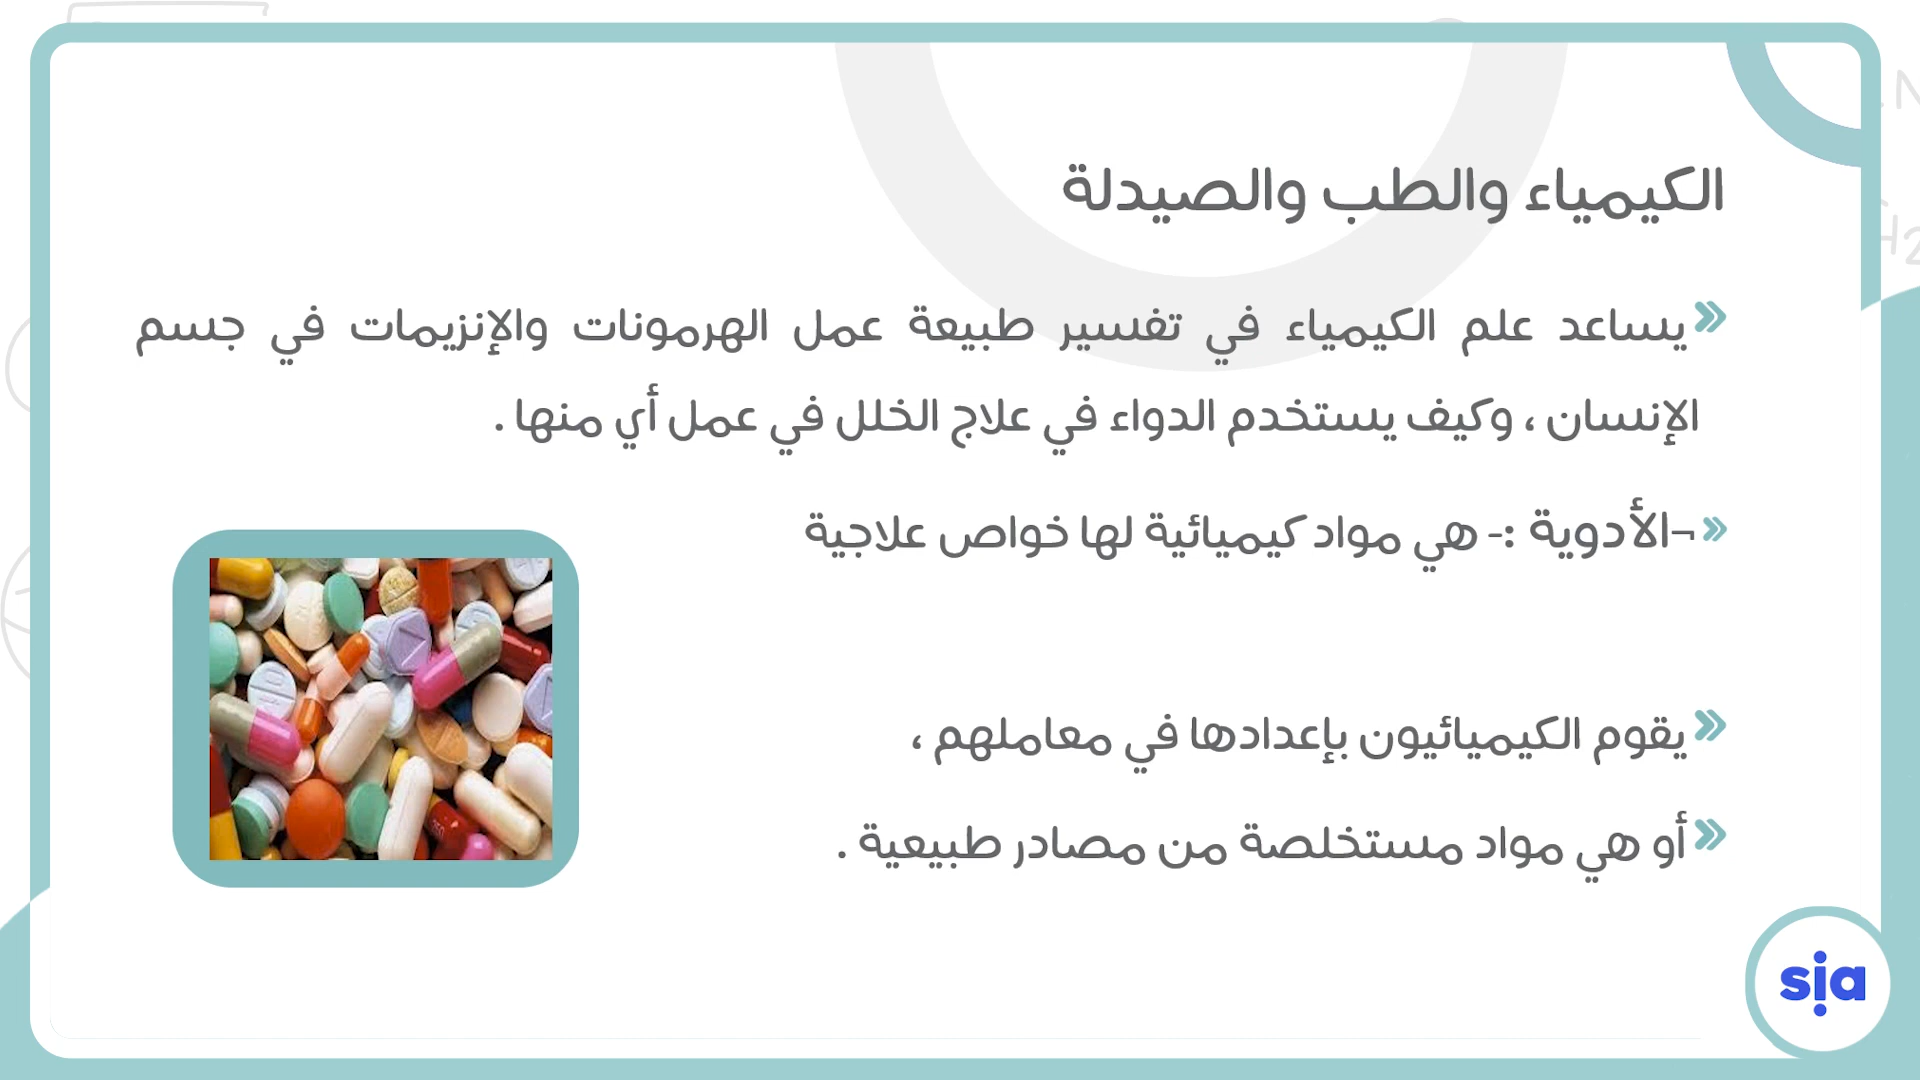 الكيمياء والطب والصيدلة
يساعد علم الكيمياء في تفسير طبيعة عمل الهرمونات والإنزيمات في جسم
الإنسان ، وكيف يستخدم الدواء في علاج الخلل في عمل أي منها .
¬الأدوية :- هي مواد كيميائية لها خواص علاجية
يقوم الكيميائيون بإعدادها في معاملهم ،
أو هي مواد مستخلصة من مصادر طبيعية .
sia